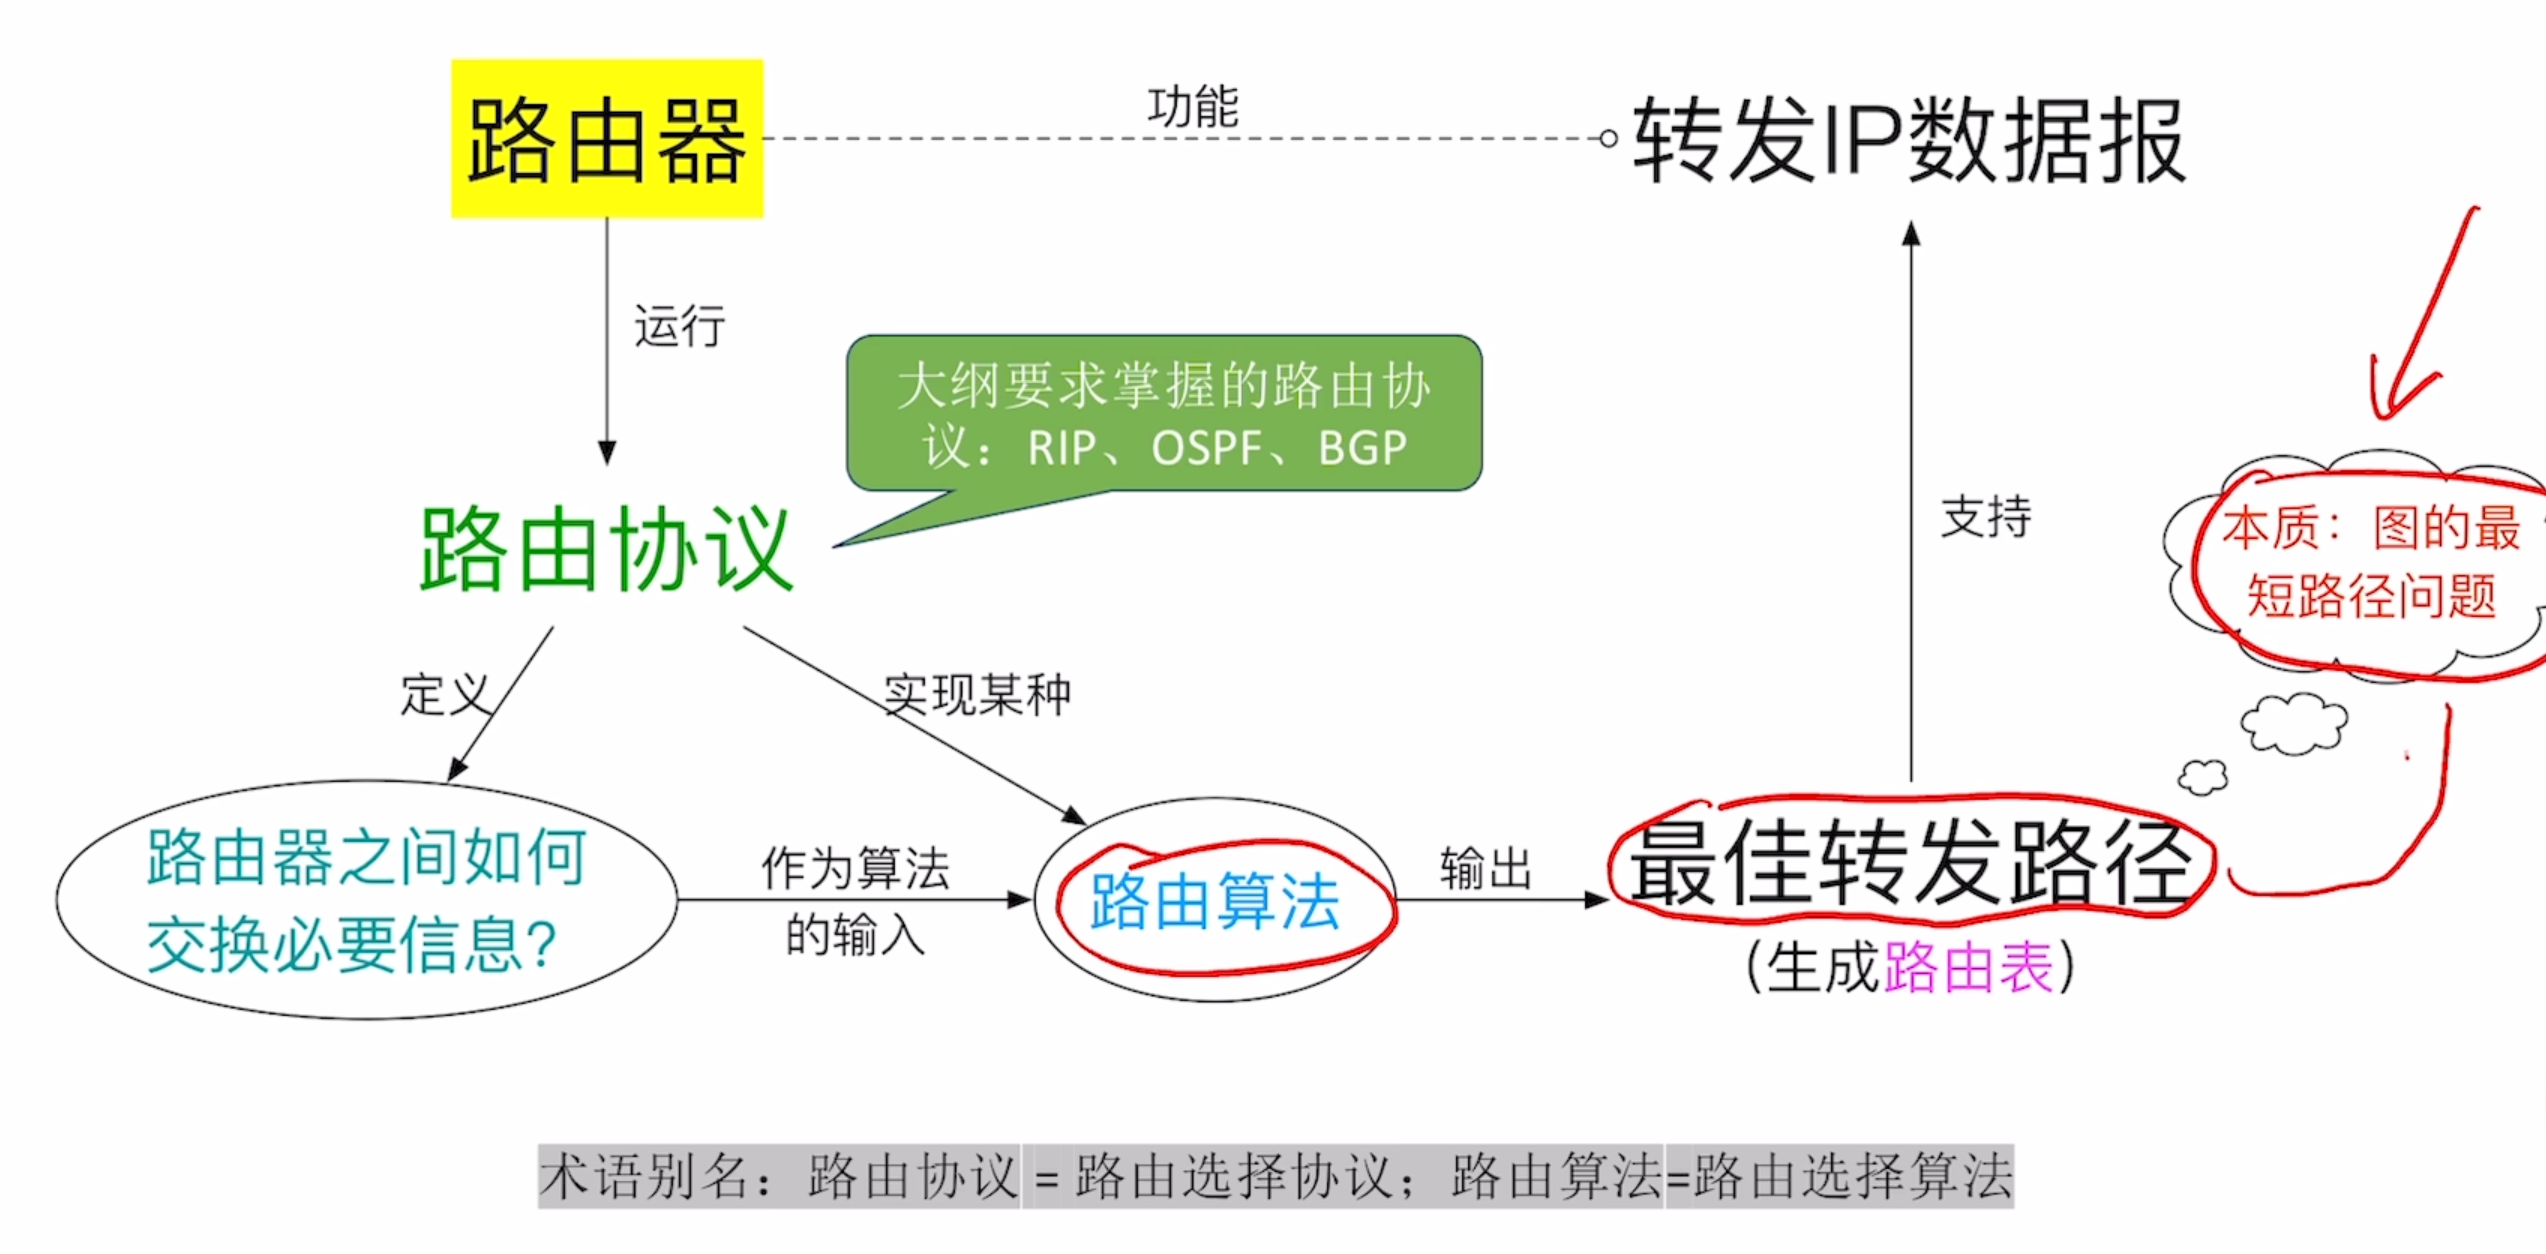 路由器
功能
转发IP数据报
运行
大纲要求掌握的路由协
议：RIP、OSPF、BGP
路由协议
支持
本质：图的最
短路径问题
定义
实现某种
路由器之间如何
交换必要信息？
作为算法
的输入
路由算法
输出
最佳转发路径
（生成路由表）
术语别名：路由协议 = 路由选择协议；路由算法=路由选择算法